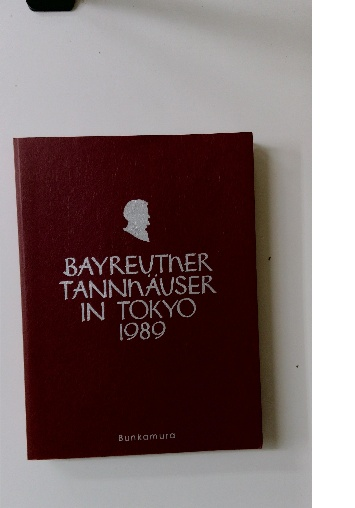 BAYREUTHER
TANNHÄUSER
IN TOKYO
1989
Bunkamura